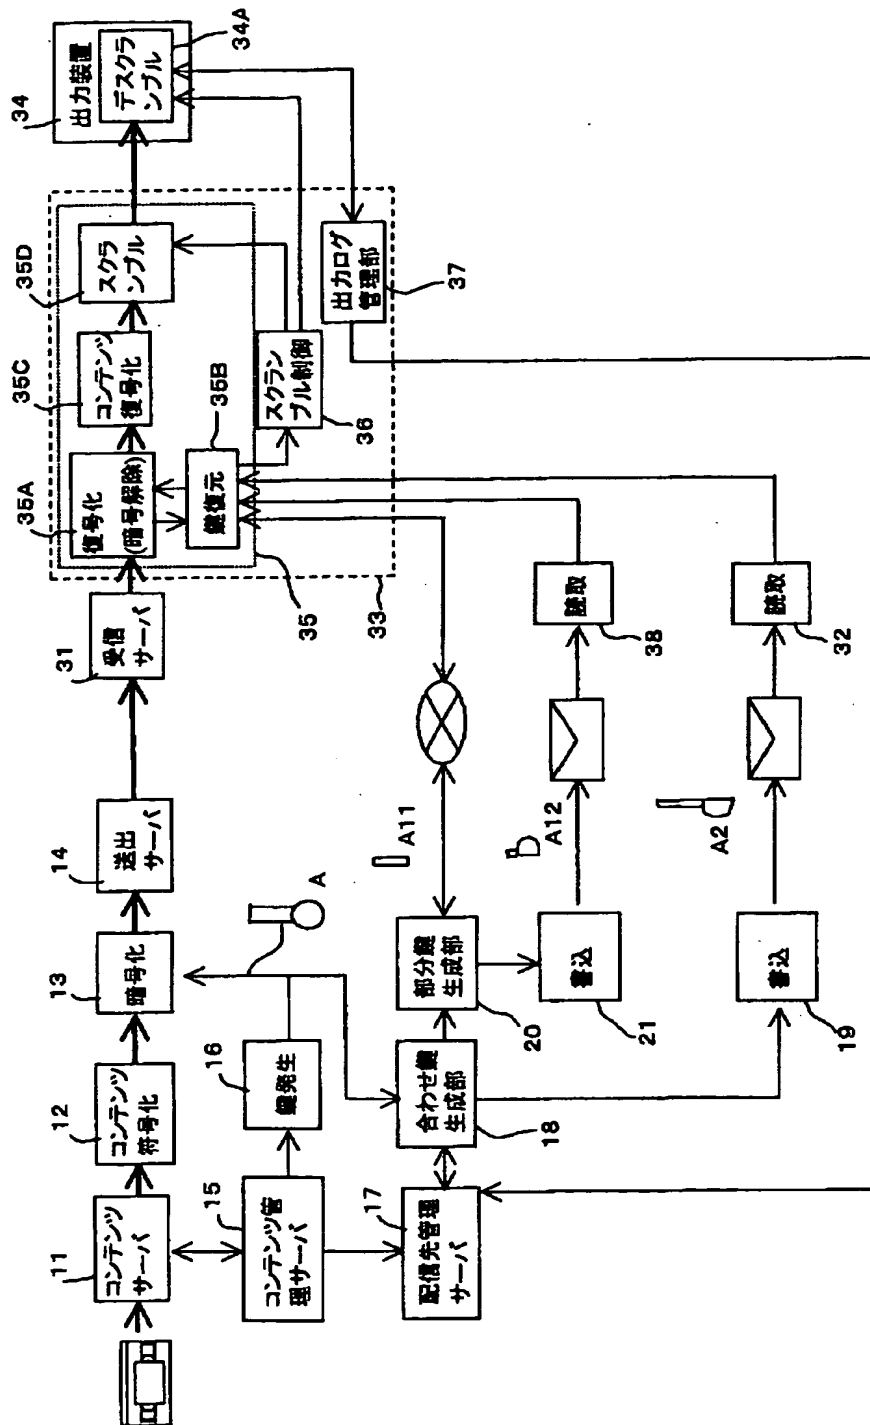 11
コンテンツ
サーバ
12
コンテンツ
符号化
13
暗号化
14
送出
サーバ
31
受信
サーバ
35A
復号化
(暗号解除)
35C
コンテンツ
復号化
35D
スクラ
ンブル
34
出力装置
デスクラ
ンブル
34A
15
コンテンツ管
理サーバ
16
鍵発生
A
35B
鍵復元
35
33
スクラン
ブル制御
36
出力ログ
管理部
37
17
配信先管理
サーバ
合わせ鍵
生成部
18
部分鍵
生成部
20
A11
書込
21
A12
読取
38
書込
19
A2
読取
32